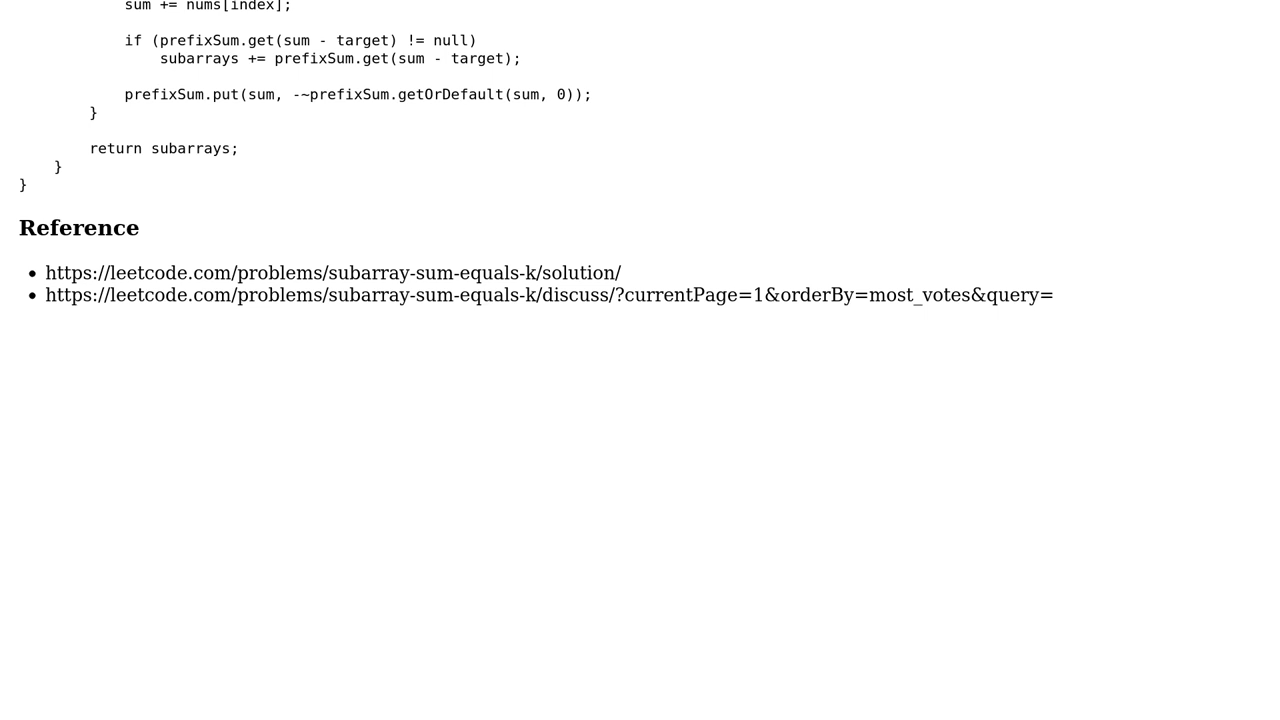 sum += nums[index];
if (prefixSum.get(sum - target) != null)
subarrays += prefixSum.get(sum - target);
prefixSum.put(sum, -~prefixSum.getOrDefault(sum, 0));
}
return subarrays;
}
}
Reference
• https://leetcode.com/problems/subarray-sum-equals-k/solution/
• https://leetcode.com/problems/subarray-sum-equals-k/discuss/?currentPage=1&orderBy=most_votes&query=